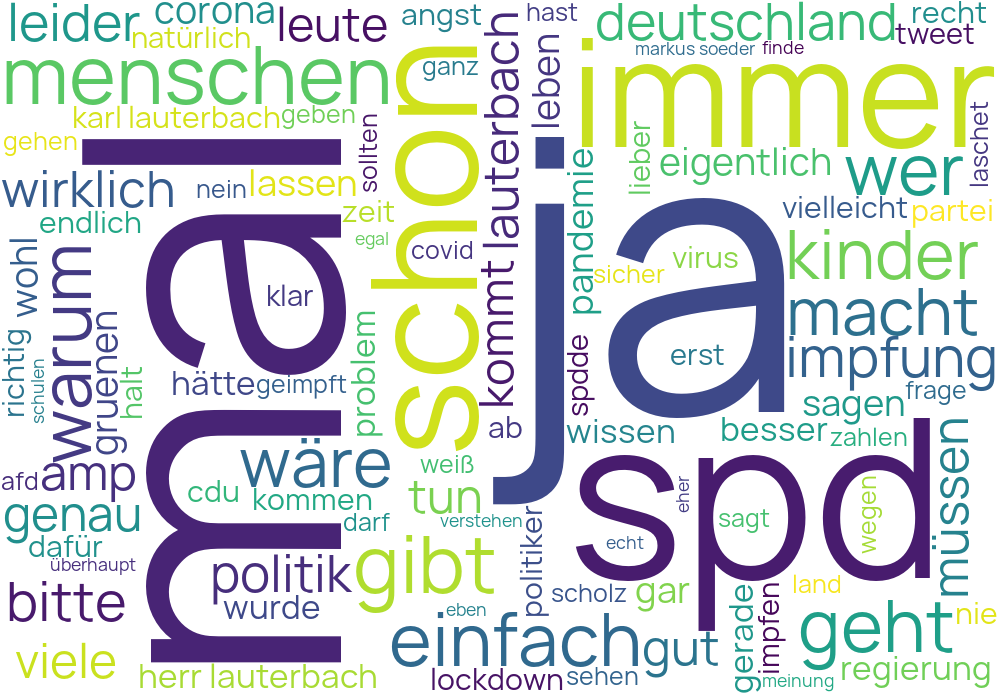 leider
corona
leute
angst
hast
deutschland
recht
natürlich
tweet
menschen
ganz
markus soeder
finde
immer
karl lauterbach
geben
schon
lauterbach
leben
gehen
sollten
lieber
eigentlich
wer
laschet
mal
wirklich
nein
lassen
pandemie
vielleicht
partei
endlich
zeit
egal
covid
ja
virus
kinder
wohl
warum
klar
kommt
sicher
macht
richtig
gruenen
problem
spdde
erst
impfung
schulen
halt
hätte
geimpft
frage
sagen
ab
wissen
besser
zahlen
afd
amp
wäre
weiß
spd
müssen
cdu
kommen
tun
eher
sagt
wegen
genau
darf
verstehen
dafür
echt
überhaupt
politik
gibt
politiker
land
bitte
wurde
eben
scholz
gar
gerade
impfen
geht
nie
viele
einfach
gut
herr lauterbach
lockdown
sehen
meinung
regierung